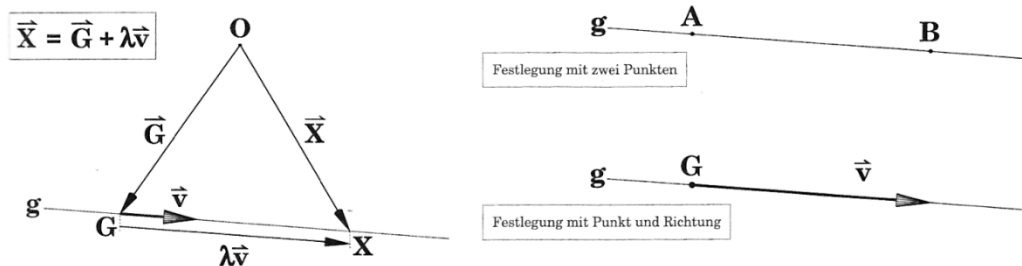 X⃗ = G⃗ + λv⃗
O
G⃗
X⃗
g
v⃗
G
λv⃗
X
g
A
B
Festlegung mit zwei Punkten
g
G
v⃗
Festlegung mit Punkt und Richtung